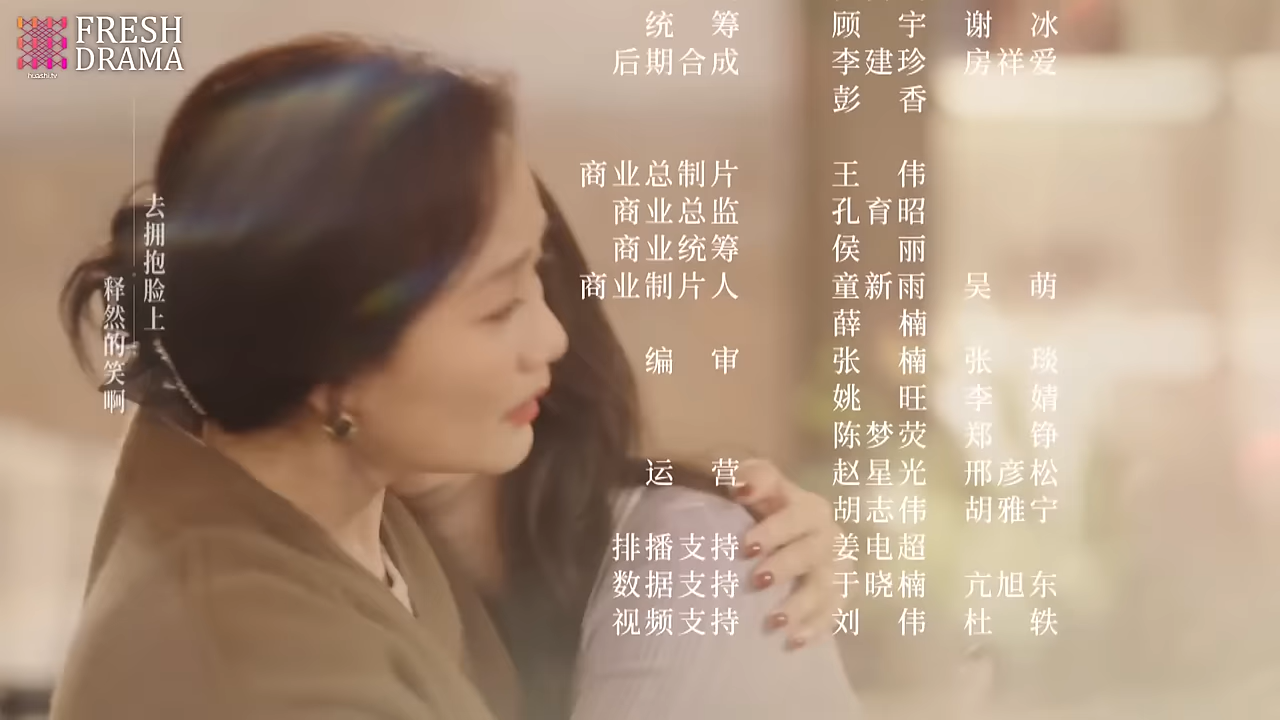 FRESH
DRAMA
huashi.tv
去拥抱脸上
释然的笑啊
统筹 顾宇 谢冰
后期合成 李建珍 房祥爱
彭香
商业总制片 王伟
商业总监 孔育昭
商业统筹 侯丽
商业制片人 童新雨 吴萌
薛楠
编审 张楠 张琰
姚旺 李婧
陈梦荧 郑铮
运营 赵星光 邢彦松
胡志伟 胡雅宁
排播支持 姜电超
数据支持 于晓楠 亢旭东
视频支持 刘伟 杜轶